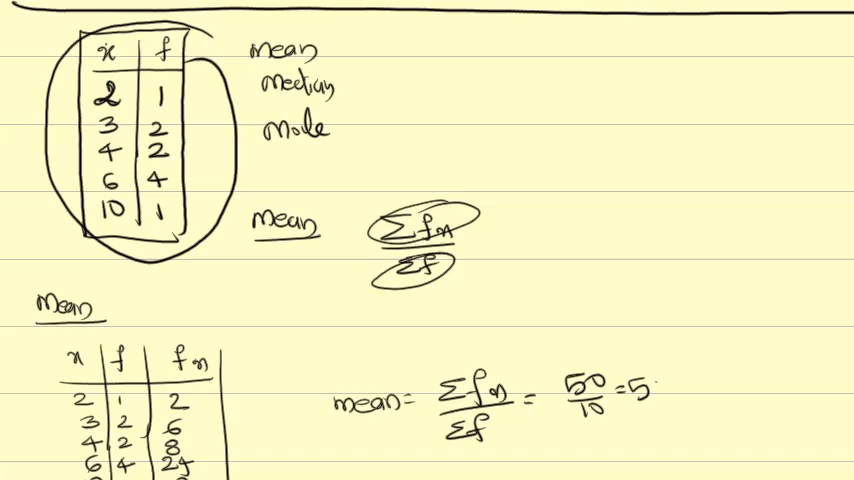 x f mean
2 1 median
3 2 mode
4 2
6 4
10 1
mean Σfx
Σf
mean
x f fx
2 1 2
3 2 6
4 2 8
6 4 24
mean = Σfx/Σf = 50/10 = 5